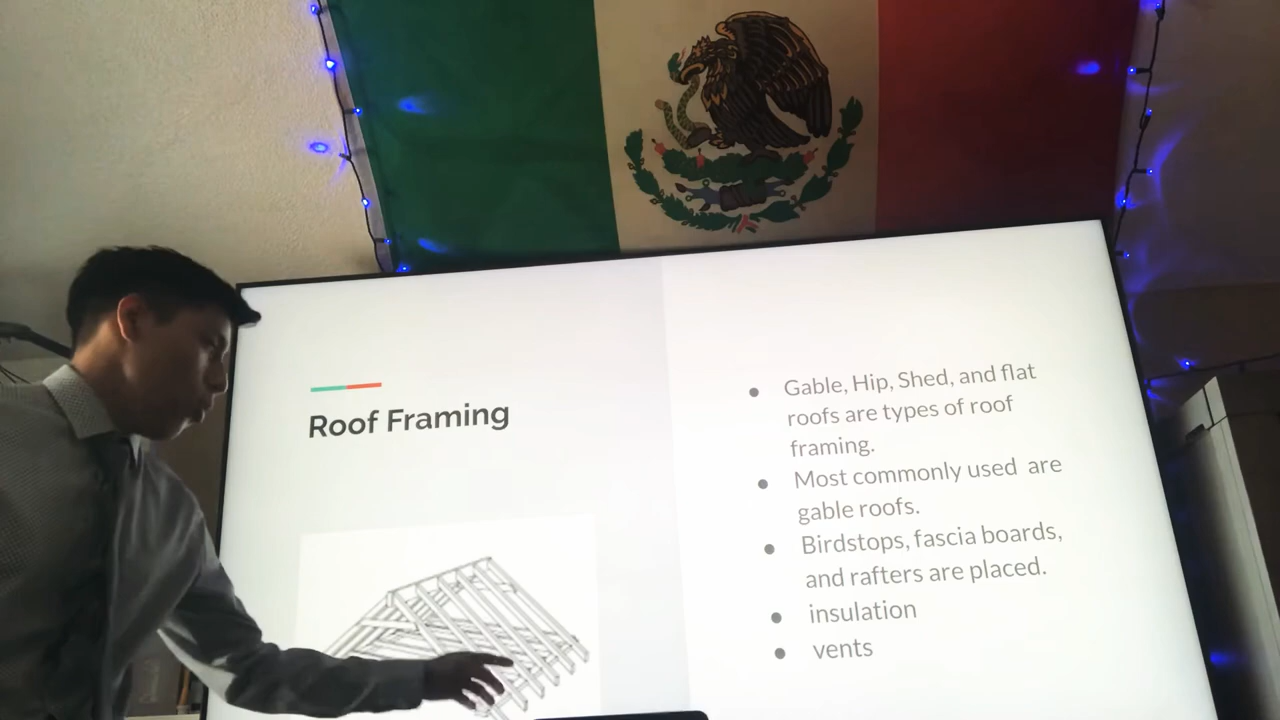 Roof Framing
● Gable, Hip, Shed, and flat
roofs are types of roof
framing.
● Most commonly used are
gable roofs.
● Birdstops, fascia boards,
and rafters are placed.
● insulation
● vents